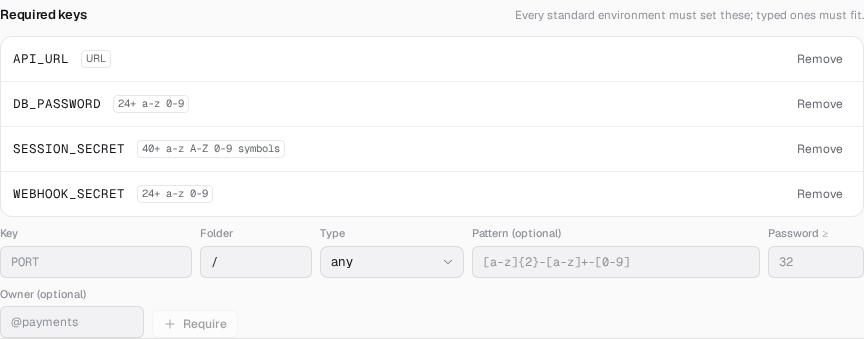 Required keys
Every standard environment must set these; typed ones must fit.
API_URL URL Remove
DB_PASSWORD 24+ a-z 0-9 Remove
SESSION_SECRET 40+ a-z A-Z 0-9 symbols Remove
WEBHOOK_SECRET 24+ a-z 0-9 Remove
Key Folder Type Pattern (optional) Password ≥
PORT / any [a-z]{2}-[a-z]+-[0-9] 32
Owner (optional)
@payments + Require